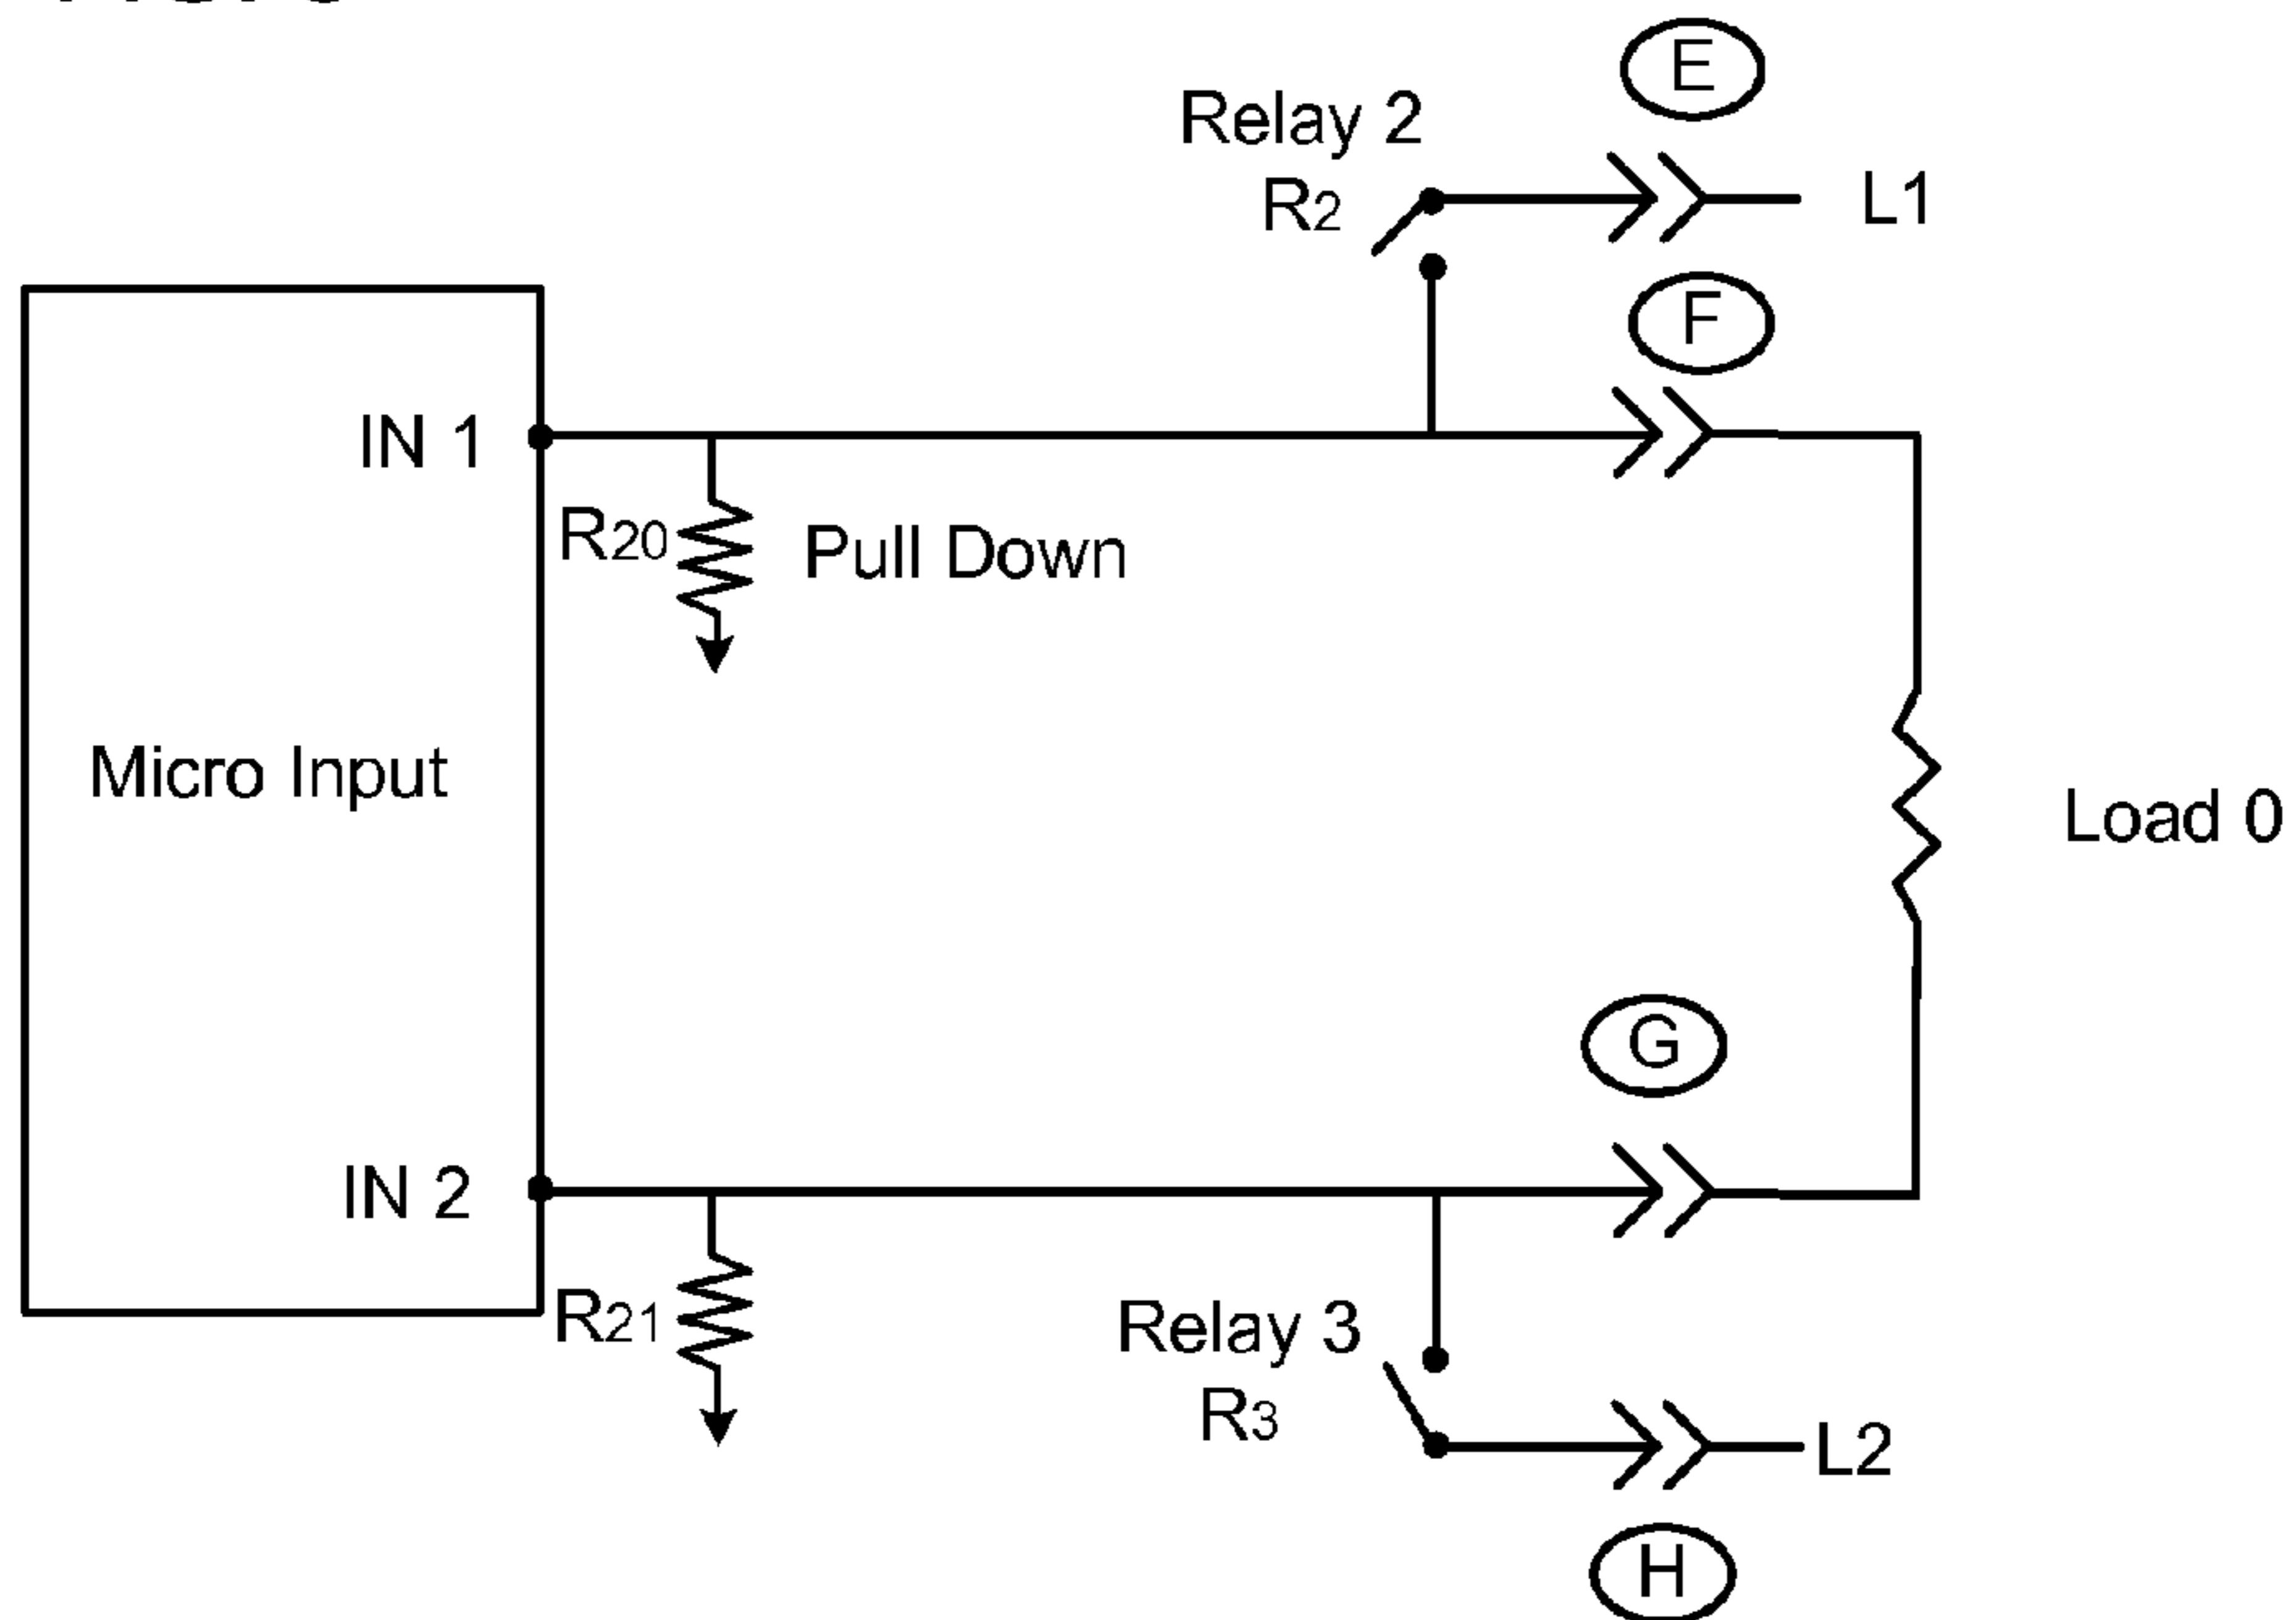 E
Relay 2
R2
L1
F
IN 1
R20
Pull Down
Micro Input
Load 0
G
IN 2
R21
Relay 3
R3
L2
H